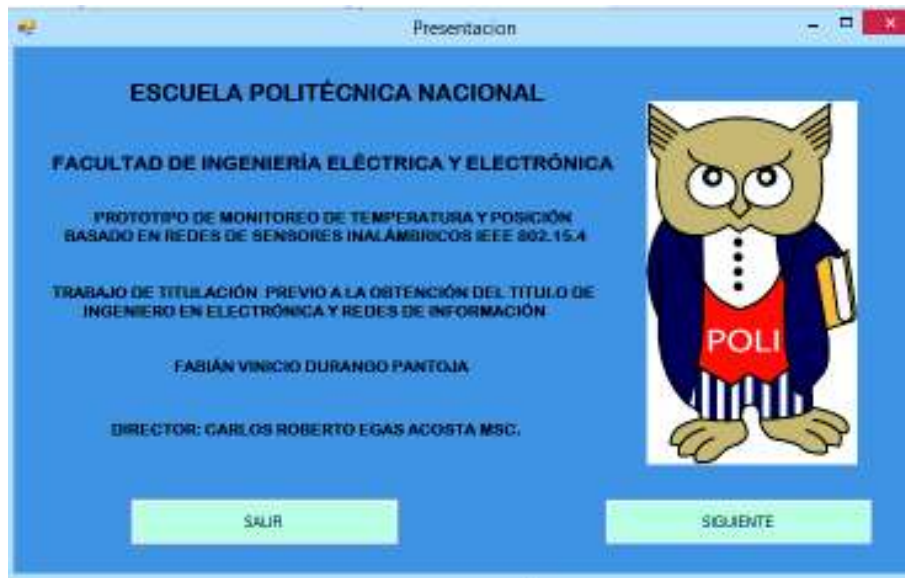 Presentacion
ESCUELA POLITÉCNICA NACIONAL
FACULTAD DE INGENIERÍA ELÉCTRICA Y ELECTRÓNICA
PROTOTIPO DE MONITOREO DE TEMPERATURA Y POSICIÓN
BASADO EN REDES DE SENSORES INALÁMBRICOS IEEE 802.15.4
TRABAJO DE TITULACIÓN PREVIO A LA OBTENCIÓN DEL TITULO DE
INGENIERO EN ELECTRÓNICA Y REDES DE INFORMACIÓN
FABIÁN VINICIO DURANGO PANTOJA
DIRECTOR: CARLOS ROBERTO EGAS ACOSTA MSC.
POLI
SALIR
SIGUIENTE